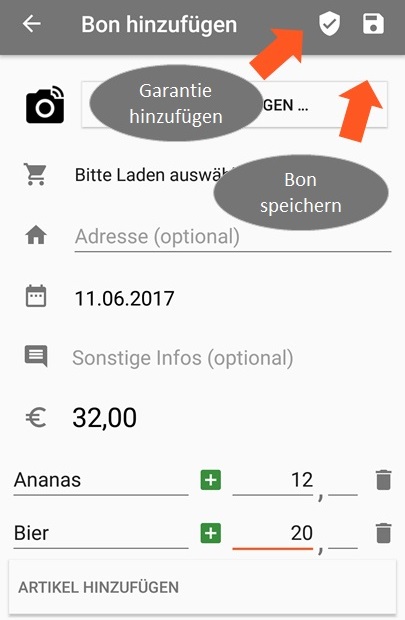 Bon hinzufügen
Garantie
hinzufügen
GEN ...
Bitte Laden
Bon
speichern
Adresse (optional)
11.06.2017
Sonstige Infos (optional)
€ 32,00
Ananas 12 ,
Bier 20 ,
ARTIKEL HINZUFÜGEN